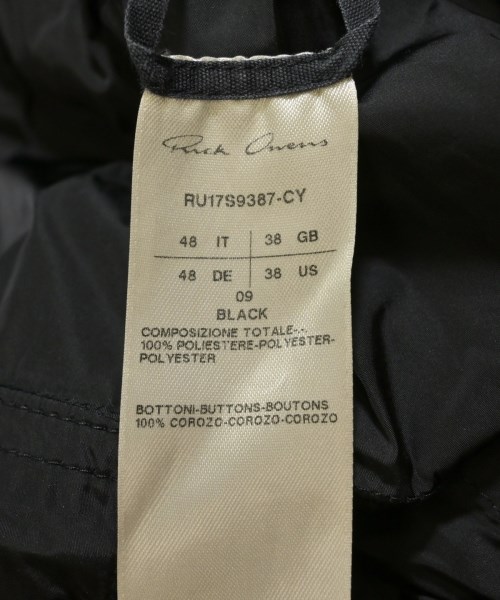 Rick Owens
RU17S9387-CY
48 IT 38 GB
48 DE 38 US
09
BLACK
COMPOSIZIONE TOTALE-.-
100% POLIESTERE-POLYESTER-
POLYESTER
BOTTONI-BUTTONS-BOUTONS
100% COROZO-COROZO-COROZO